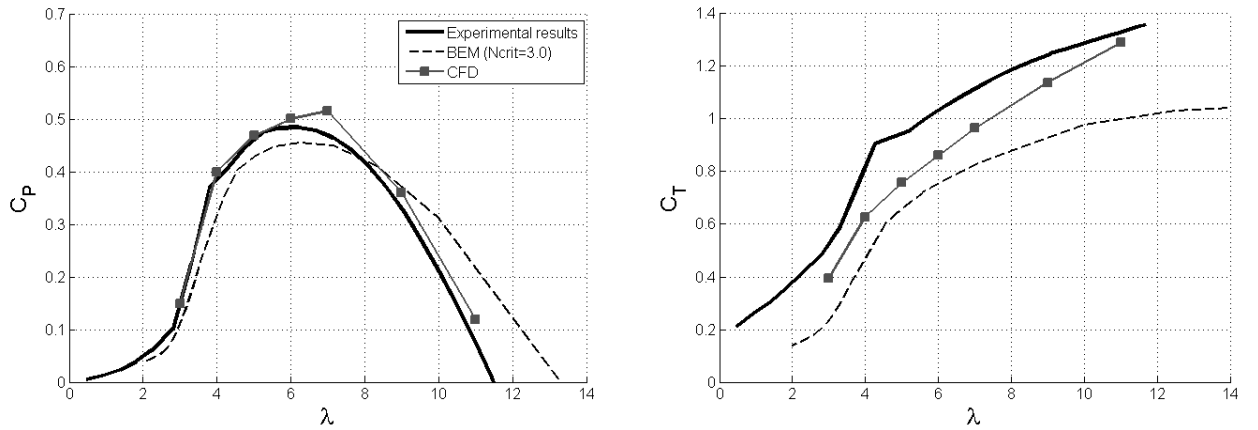 0.7
0.6
0.5
0.4
0.3
0.2
0.1
0
C_P
0 2 4 6 8 10 12 14
λ
Experimental results
BEM (Ncrit=3.0)
CFD
1.4
1.2
1
0.8
0.6
0.4
0.2
0
C_T
0 2 4 6 8 10 12 14
λ